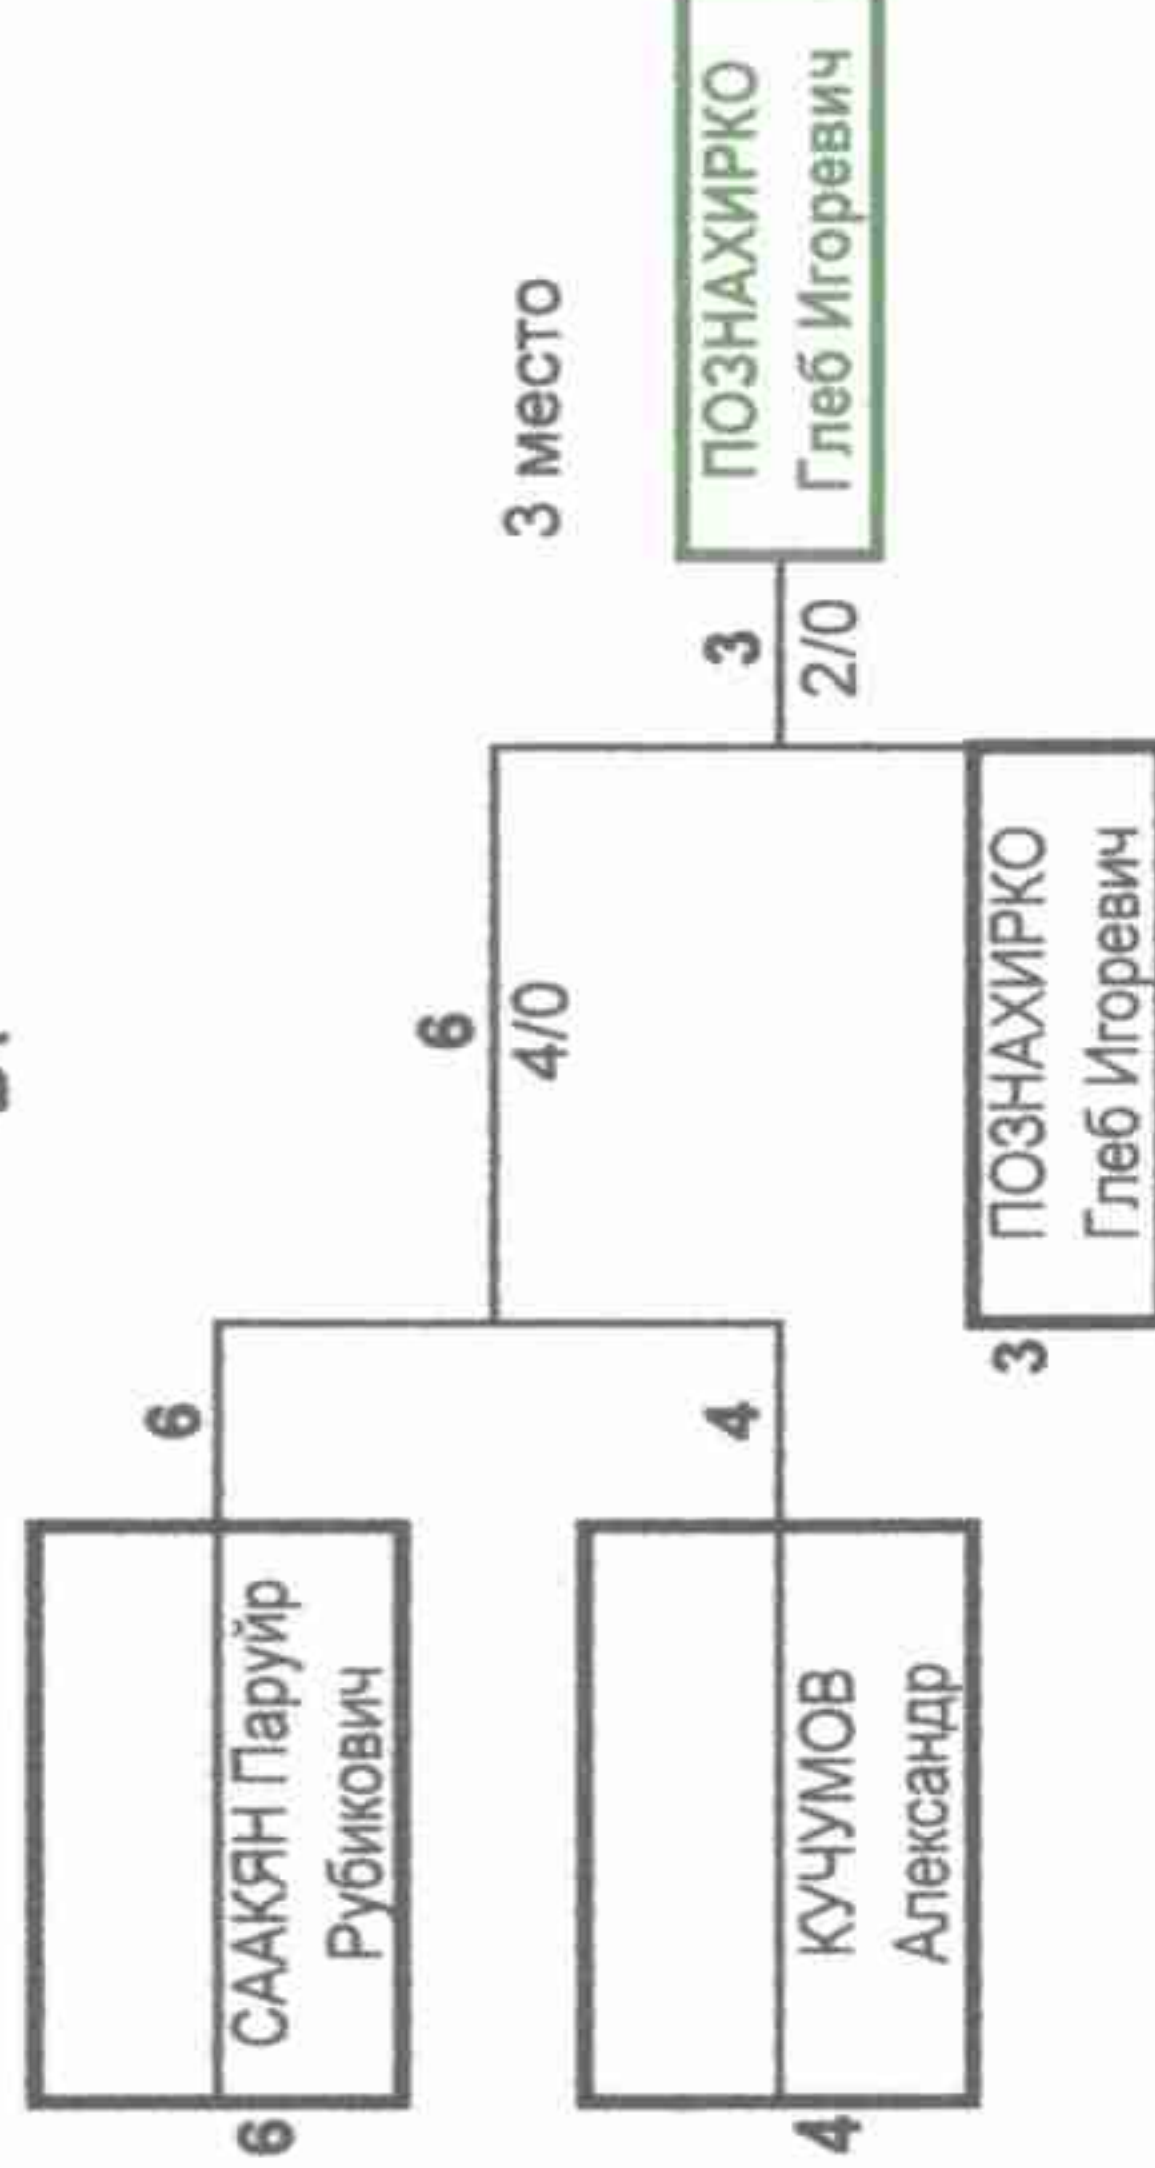 6
СААКЯН Паруйр
Рубикович
6
4
КУЧУМОВ
Александр
4
6
4/0
3
ПОЗНАХИРКО
Глеб Игоревич
3
2/0
3 место
ПОЗНАХИРКО
Глеб Игоревич